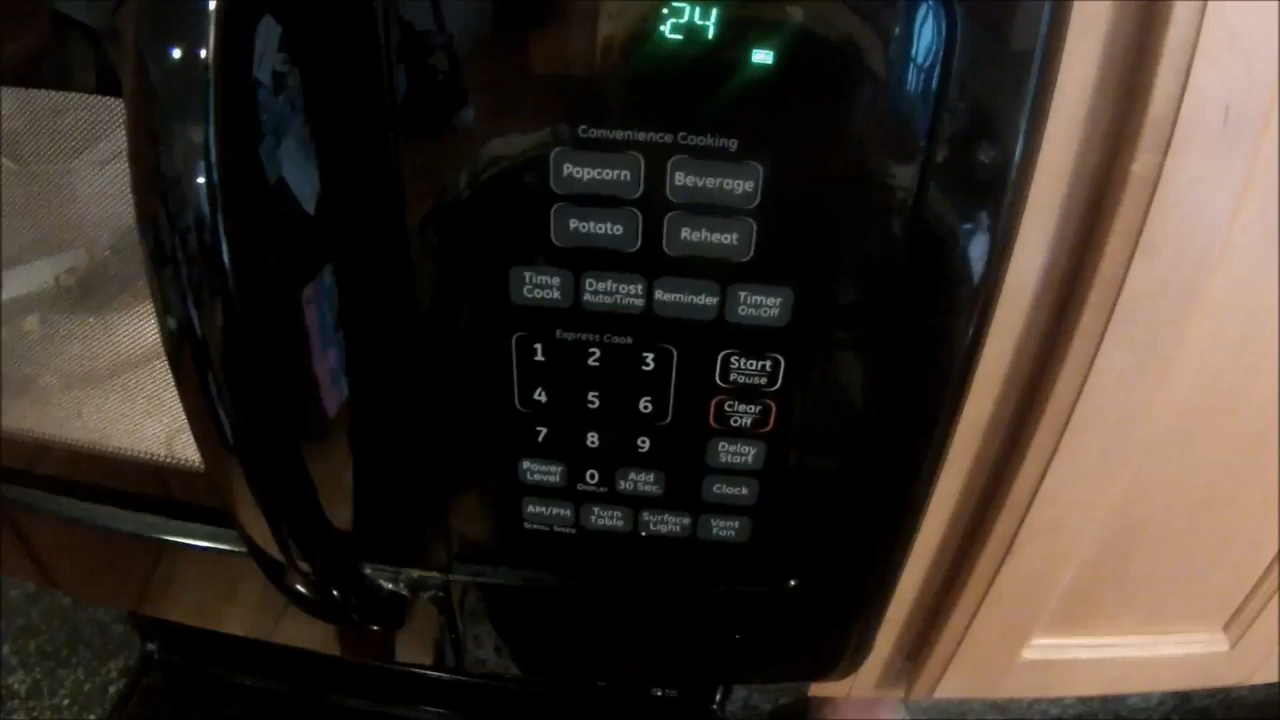 :24
Convenience Cooking
Popcorn Beverage
Potato Reheat
Time Cook
Defrost Auto/Time
Reminder
Timer On/Off
Express Cook
1 2 3
4 5 6
7 8 9
0
Start Pause
Clear Off
Delay Start
Clock
Power Level
Display
Add 30 Sec.
AM/PM
Turn Table
Surface Light
Vent Fan